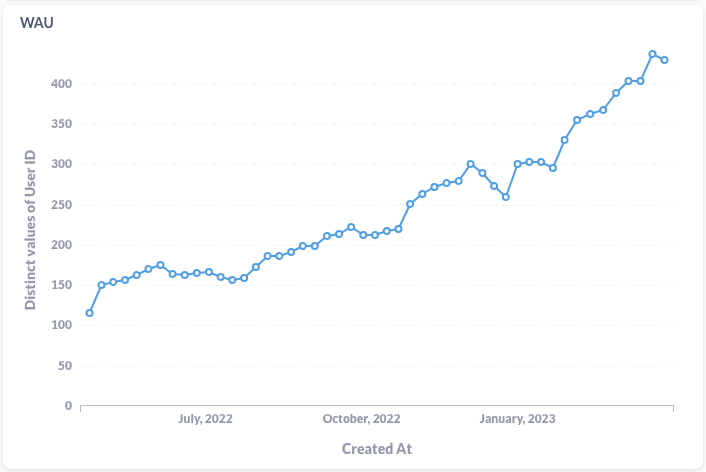 WAU
400
350
300
250
200
150
100
50
0
Distinct values of User ID
July, 2022 October, 2022 January, 2023
Created At